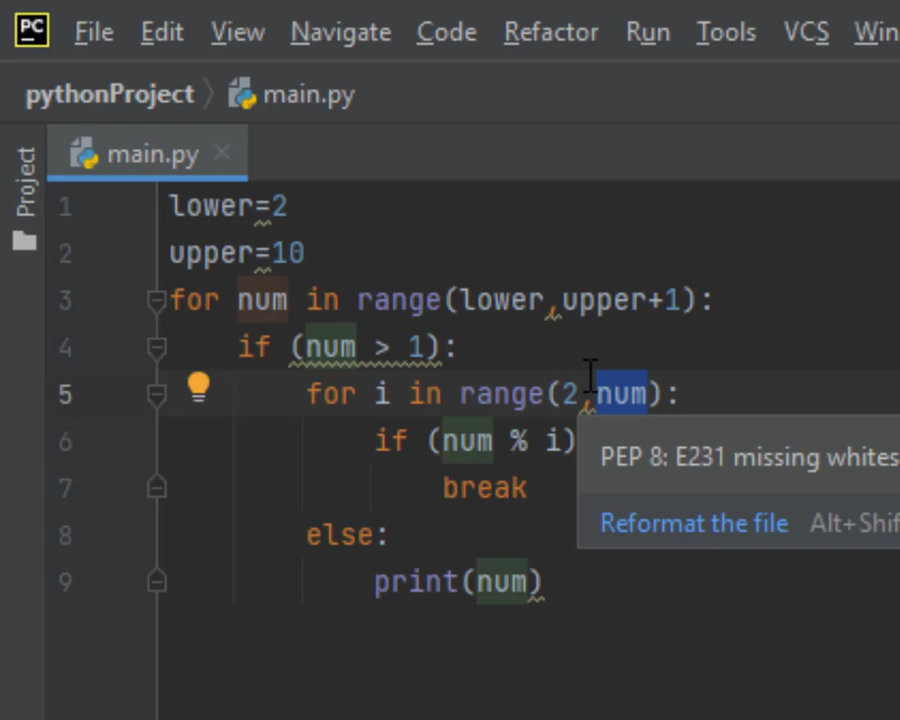 PC File Edit View Navigate Code Refactor Run Tools VCS Win
pythonProject main.py
main.py
Project
1 lower=2
2 upper=10
3 for num in range(lower,upper+1):
4 if (num > 1):
5 for i in range(2,num):
6 if (num % i)
PEP 8: E231 missing whites
7 break
Reformat the file Alt+Shif
8 else:
9 print(num)